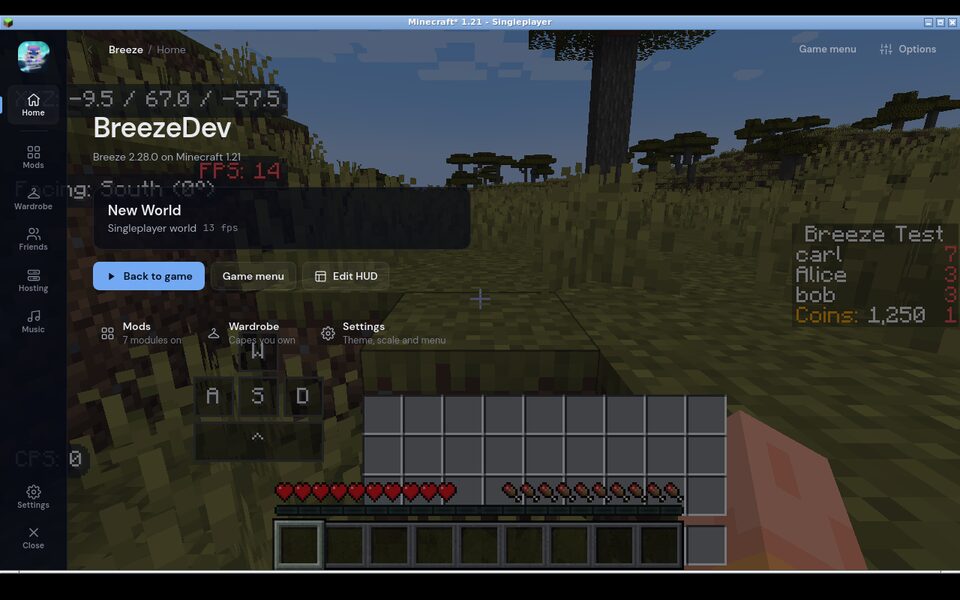 Minecraft* 1.21 - Singleplayer
Breeze / Home
Game menu
Options
-9.5 / 67.0 / -57.5
Home
BreezeDev
Breeze 2.28.0 on Minecraft 1.21
FPS: 14
Mods
Facing: South (0°)
Wardrobe
New World
Singleplayer world 13 fps
Friends
Breeze Test
carl 7
Alice 3
bob 3
Coins: 1,250 1
Hosting
Back to game
Game menu
Edit HUD
Music
Mods
7 modules on
Wardrobe
Capes you own
Settings
Theme, scale and menu
W
A S D
^
CPS: 0
Settings
Close